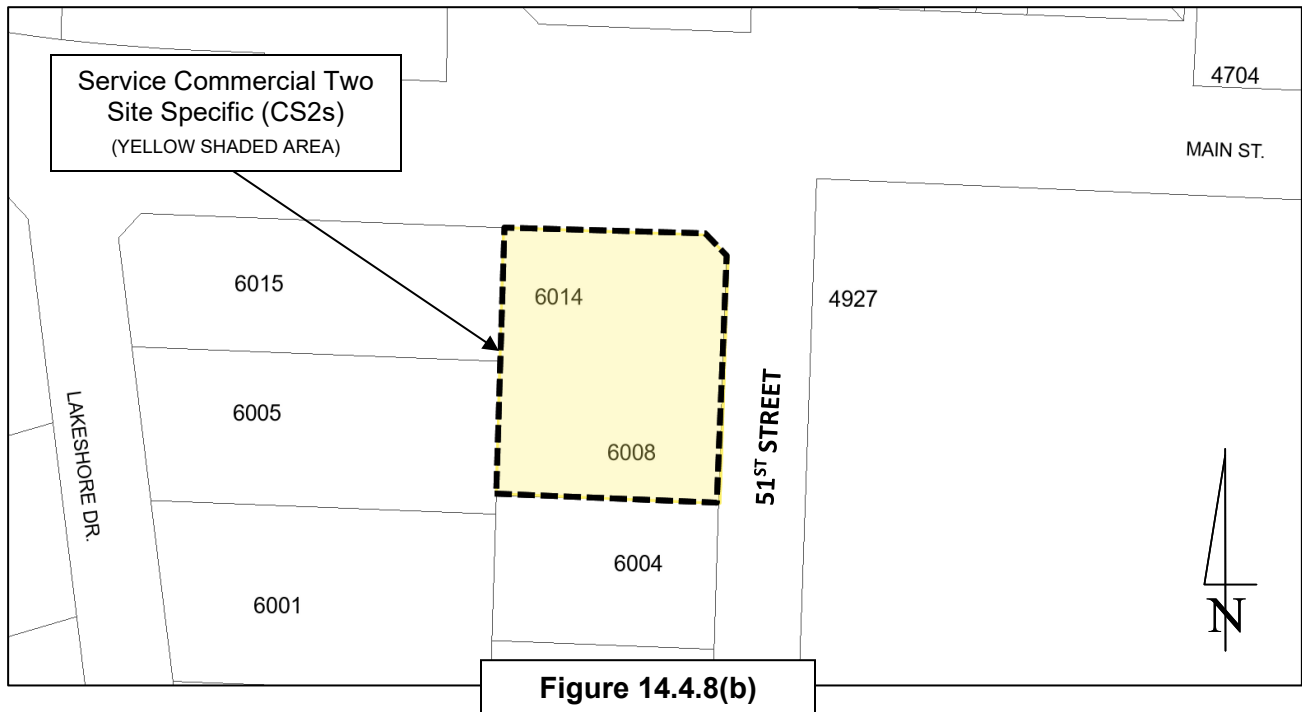 4704
Service Commercial Two
Site Specific (CS2s)
(YELLOW SHADED AREA)
MAIN ST.
6015
6014
4927
LAKESHORE DR.
6005
51ST STREET
6008
6004
6001
N
Figure 14.4.8(b)